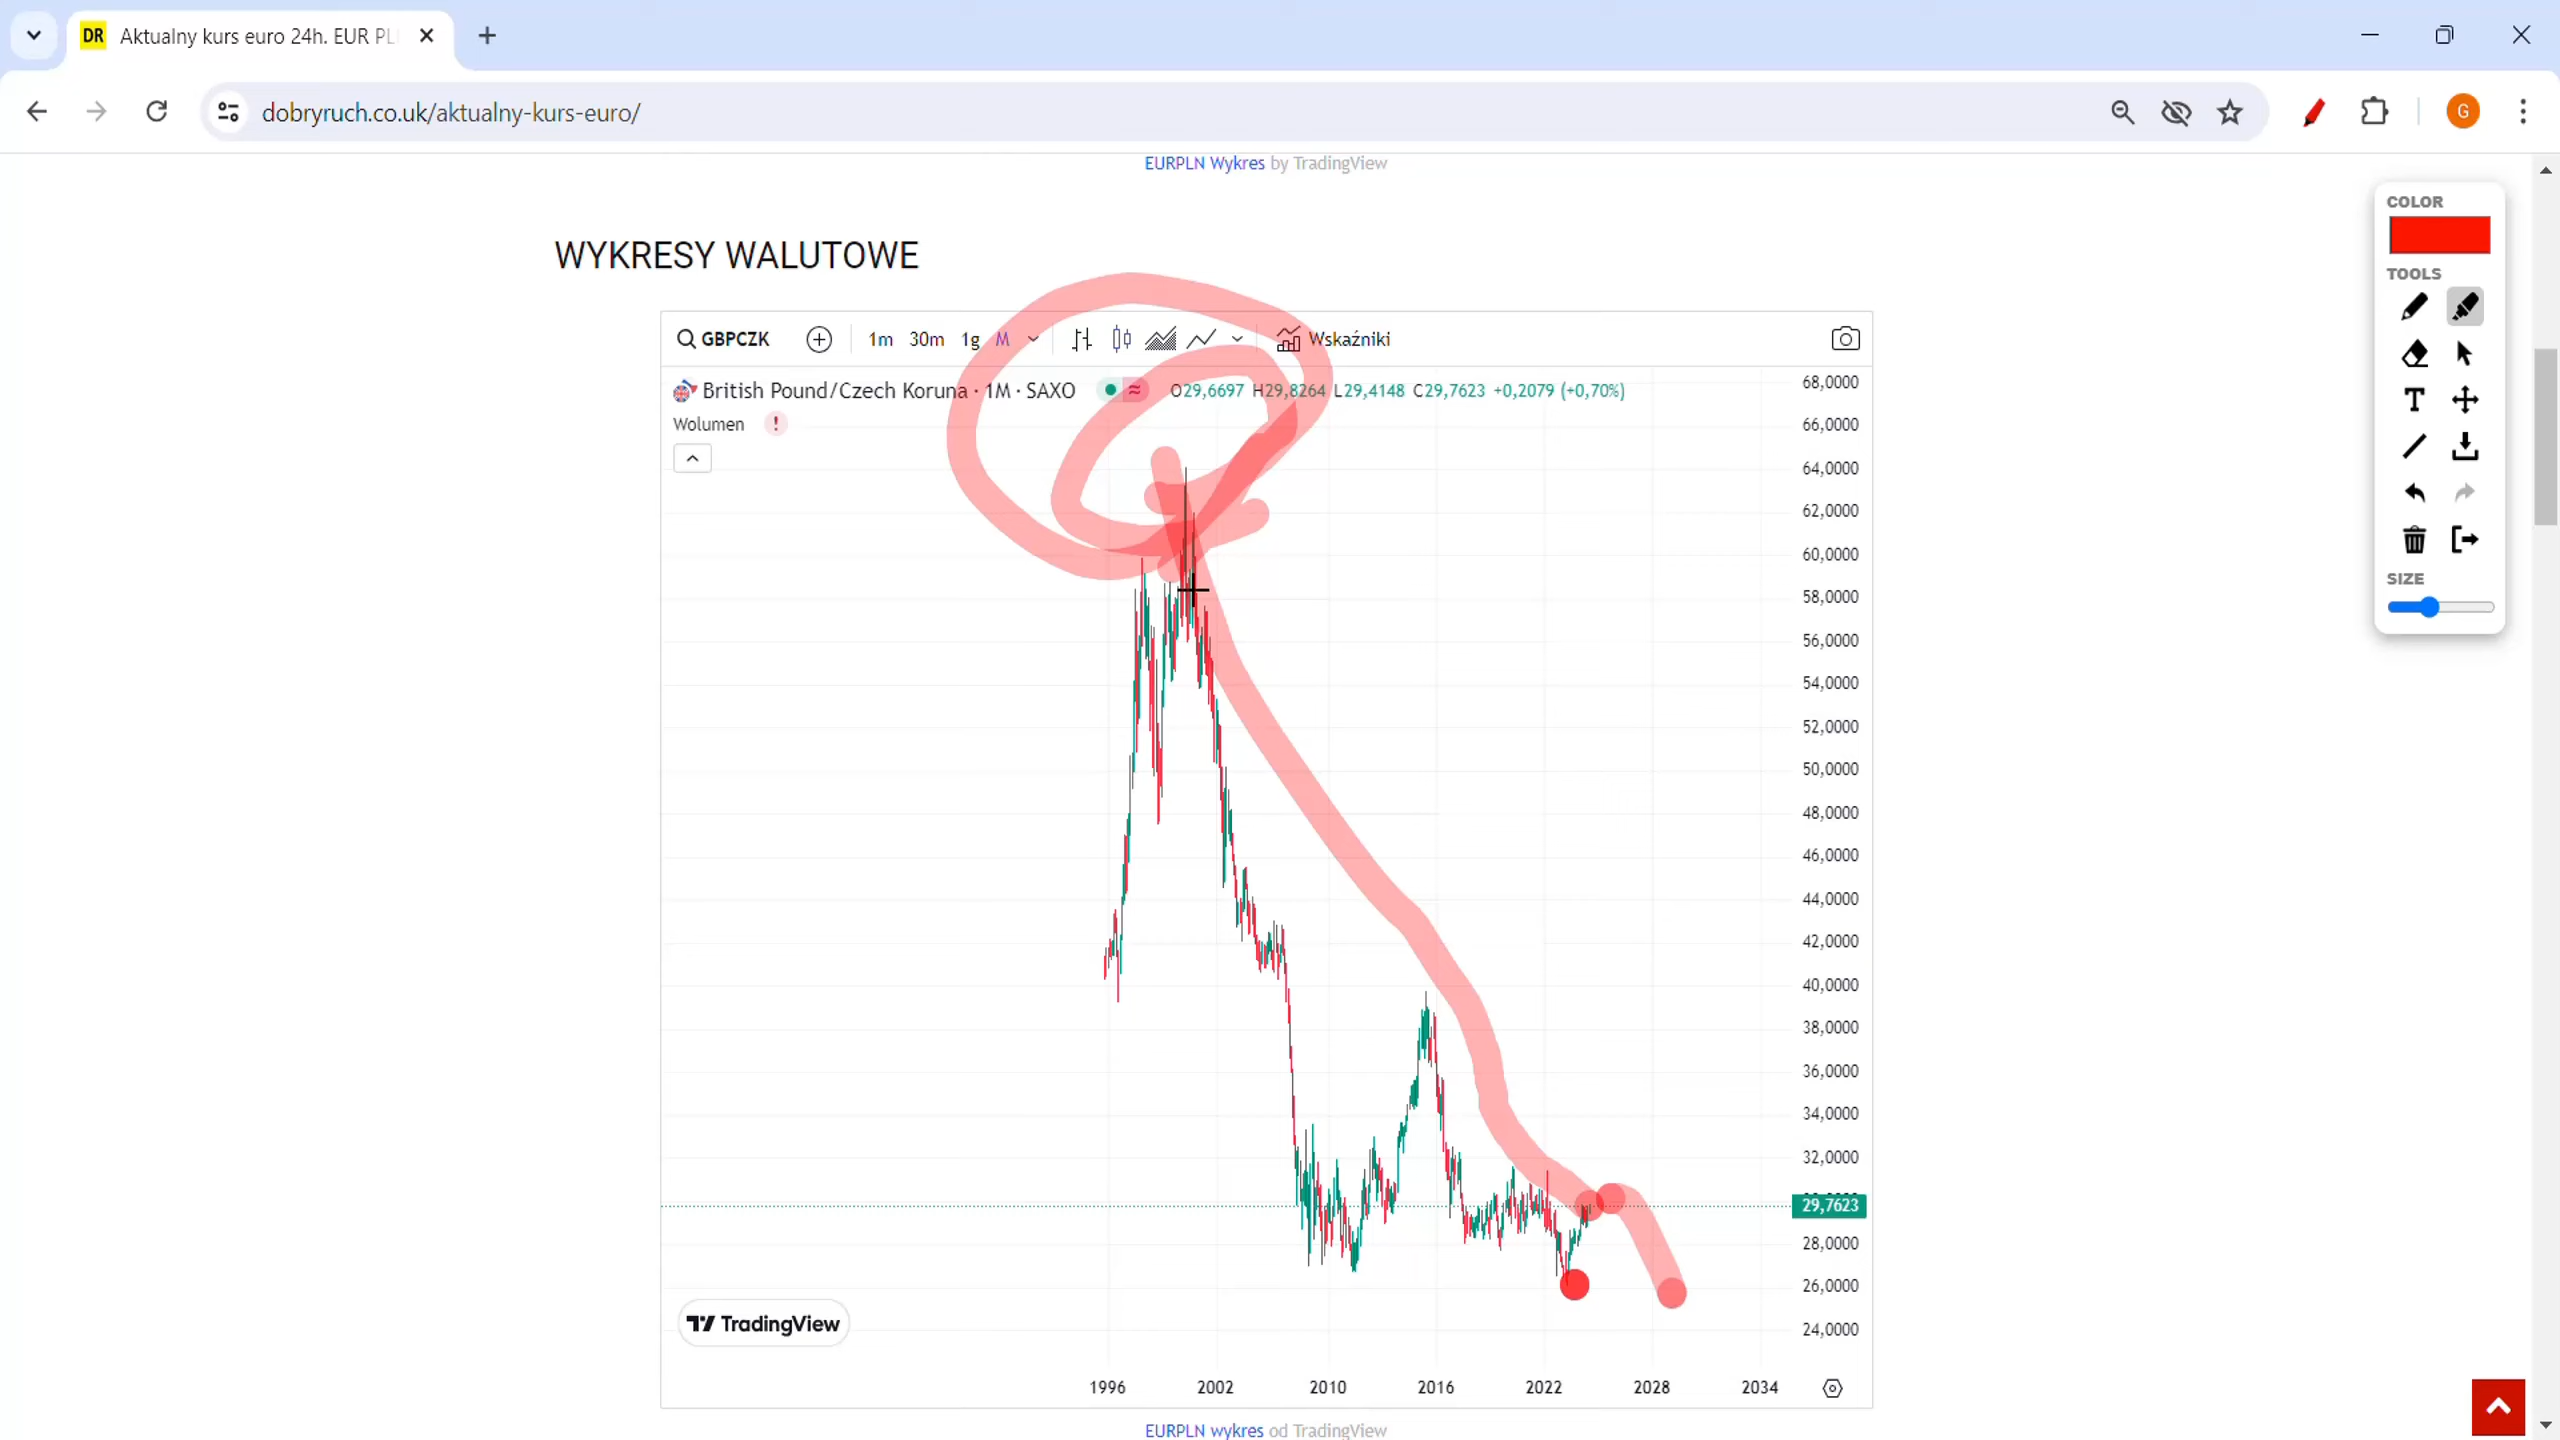 DR Aktualny kurs euro 24h. EUR PL
dobryruch.co.uk/aktualny-kurs-euro/
G
EURPLN Wykres by TradingView
WYKRESY WALUTOWE
GBPCZK 1m 30m 1g M Wskaźniki
British Pound/Czech Koruna · 1M · SAXO O29,6697 H29,8264 L29,4148 C29,7623 +0,2079 (+0,70%)
Wolumen !
68,0000
66,0000
64,0000
62,0000
60,0000
58,0000
56,0000
54,0000
52,0000
50,0000
48,0000
46,0000
44,0000
42,0000
40,0000
38,0000
36,0000
34,0000
32,0000
29,7623
28,0000
26,0000
24,0000
TradingView
1996 2002 2010 2016 2022 2028 2034
EURPLN wykres od TradingView
COLOR
TOOLS
T
SIZE